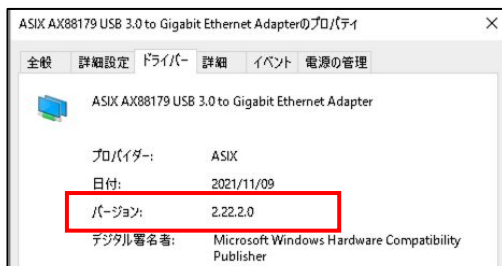 ASIX AX88179 USB 3.0 to Gigabit Ethernet Adapterのプロパティ
全般 詳細設定 ドライバー 詳細 イベント 電源の管理
ASIX AX88179 USB 3.0 to Gigabit Ethernet Adapter
プロバイダー: ASIX
日付: 2021/11/09
バージョン: 2.22.2.0
デジタル署名者: Microsoft Windows Hardware Compatibility
Publisher